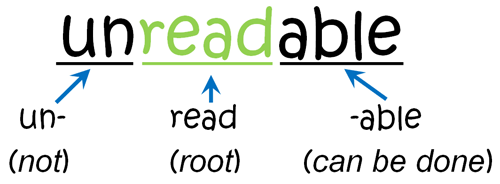 unreadable
un- read -able
(not) (root) (can be done)